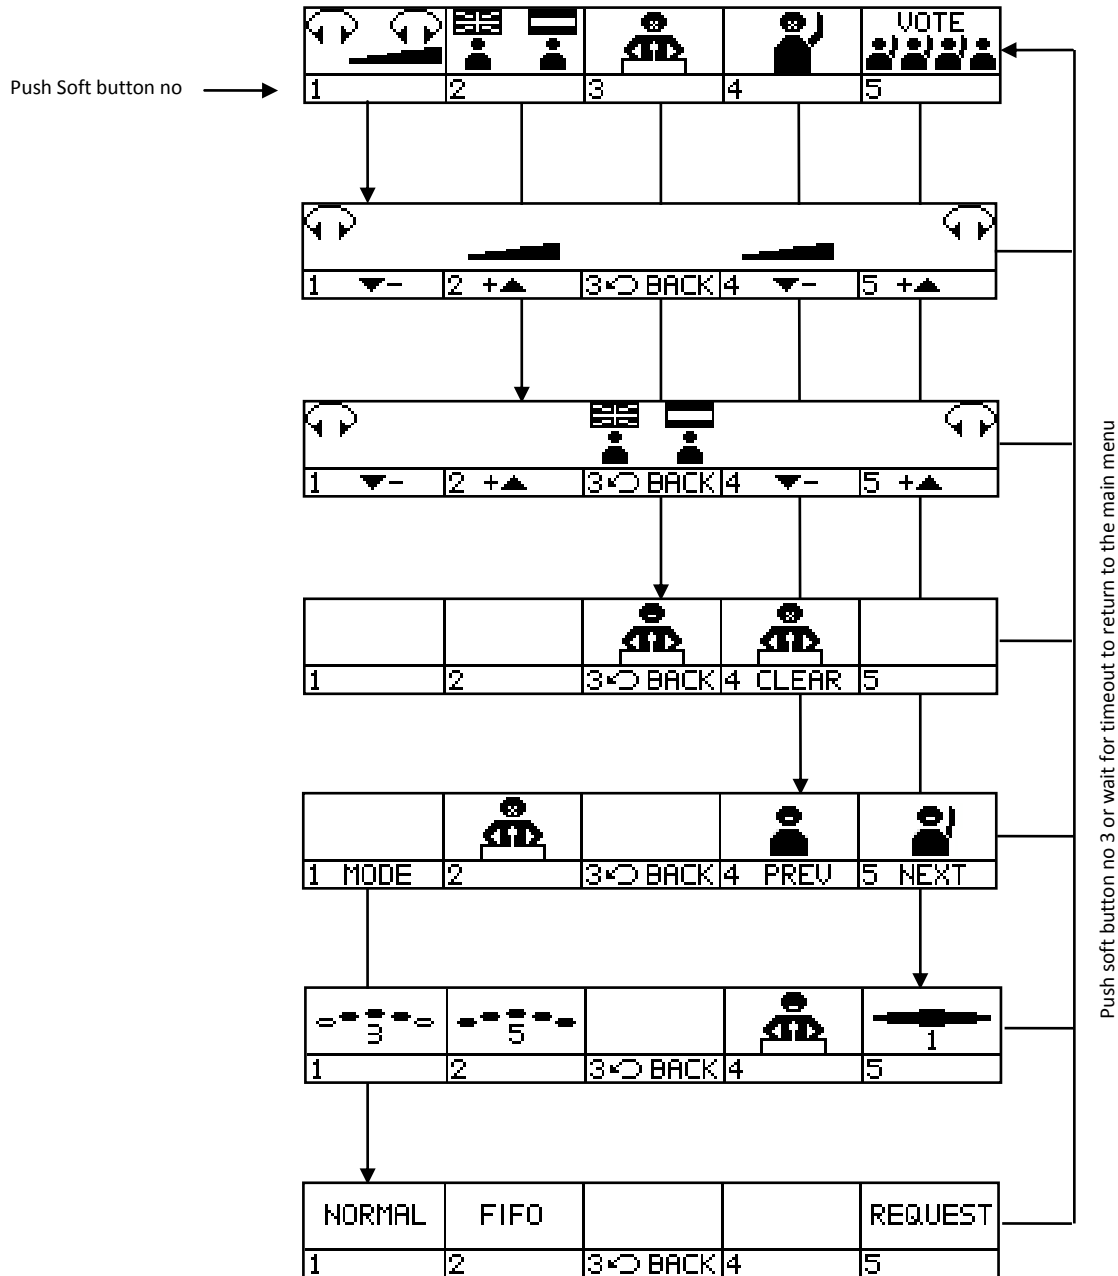 VOTE
Push Soft button no
1 2 3 4 5
1 - 2 + 3 BACK 4 - 5 +
1 - 2 + 3 BACK 4 - 5 +
1 2 3 BACK 4 CLEAR 5
1 MODE 2 3 BACK 4 PREV 5 NEXT
3 5 1
1 2 3 BACK 4 5
NORMAL FIFO REQUEST
1 2 3 BACK 4 5
Push soft button no 3 or wait for timeout to return to the main menu